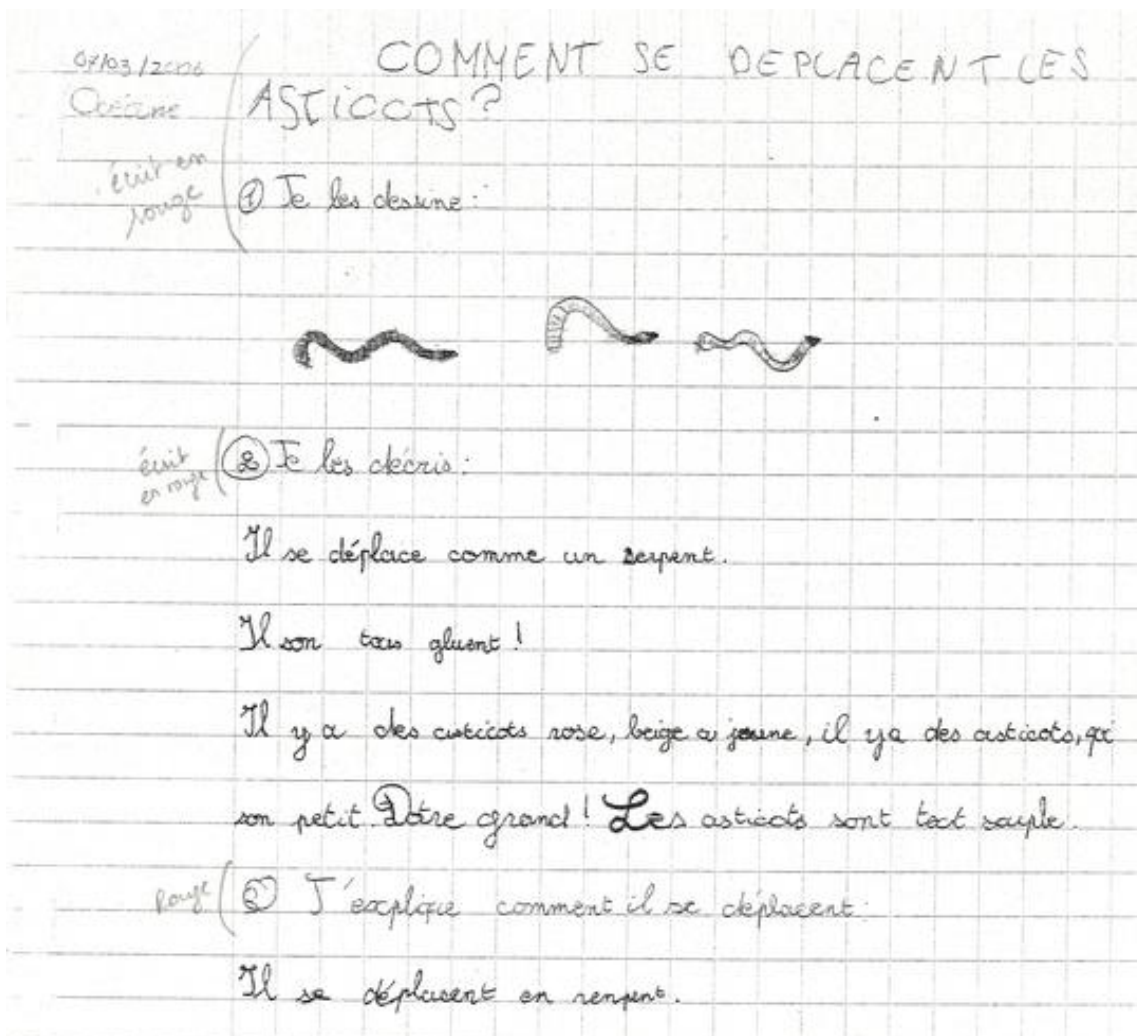 07/03/2006
Océane
COMMENT SE DEPLACENT LES
ASTICOTS?
écrit en
rouge
① Je les dessine:
écrit
en rouge
② Je les décris:
Il se déplace comme un serpent.
Il son tous gluent!
Il y a des asticots rose, beige a jaune, il ya des asticots, qi
son petit. Dotre grand! Les asticots sont tout souple.
Rouge
③ J'explique comment il se déplacent:
Il se déplacent en renpent.